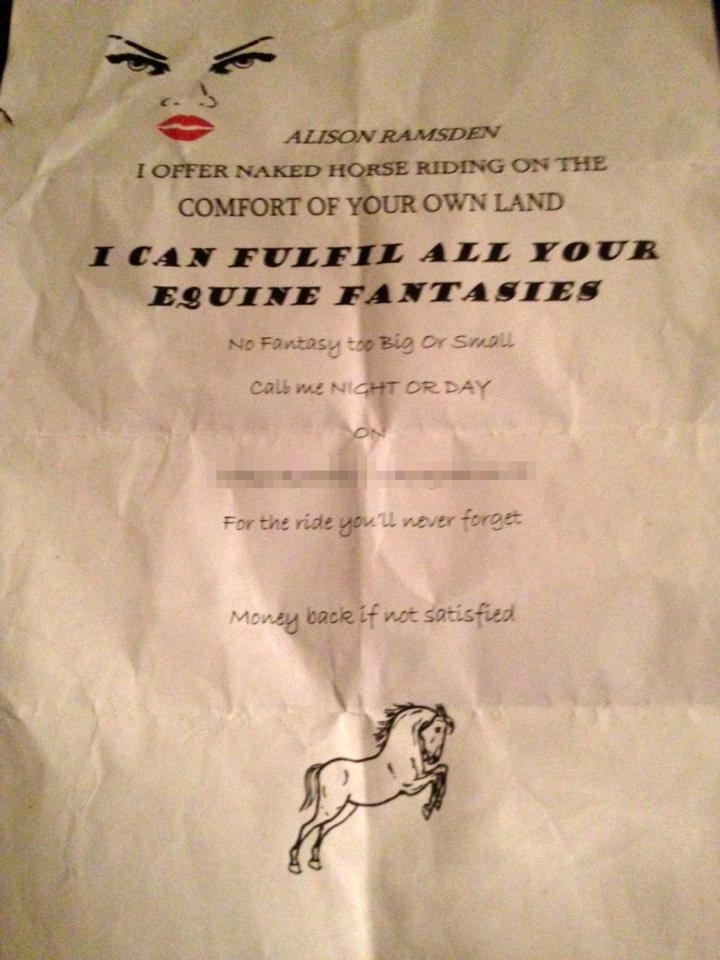 ALISON RAMSDEN
I OFFER NAKED HORSE RIDING ON THE
COMFORT OF YOUR OWN LAND
I CAN FULFIL ALL YOUR
EQUINE FANTASIES
No Fantasy too Big Or Small
Call me NIGHT OR DAY
ON
For the ride you'll never forget
Money back if not satisfied